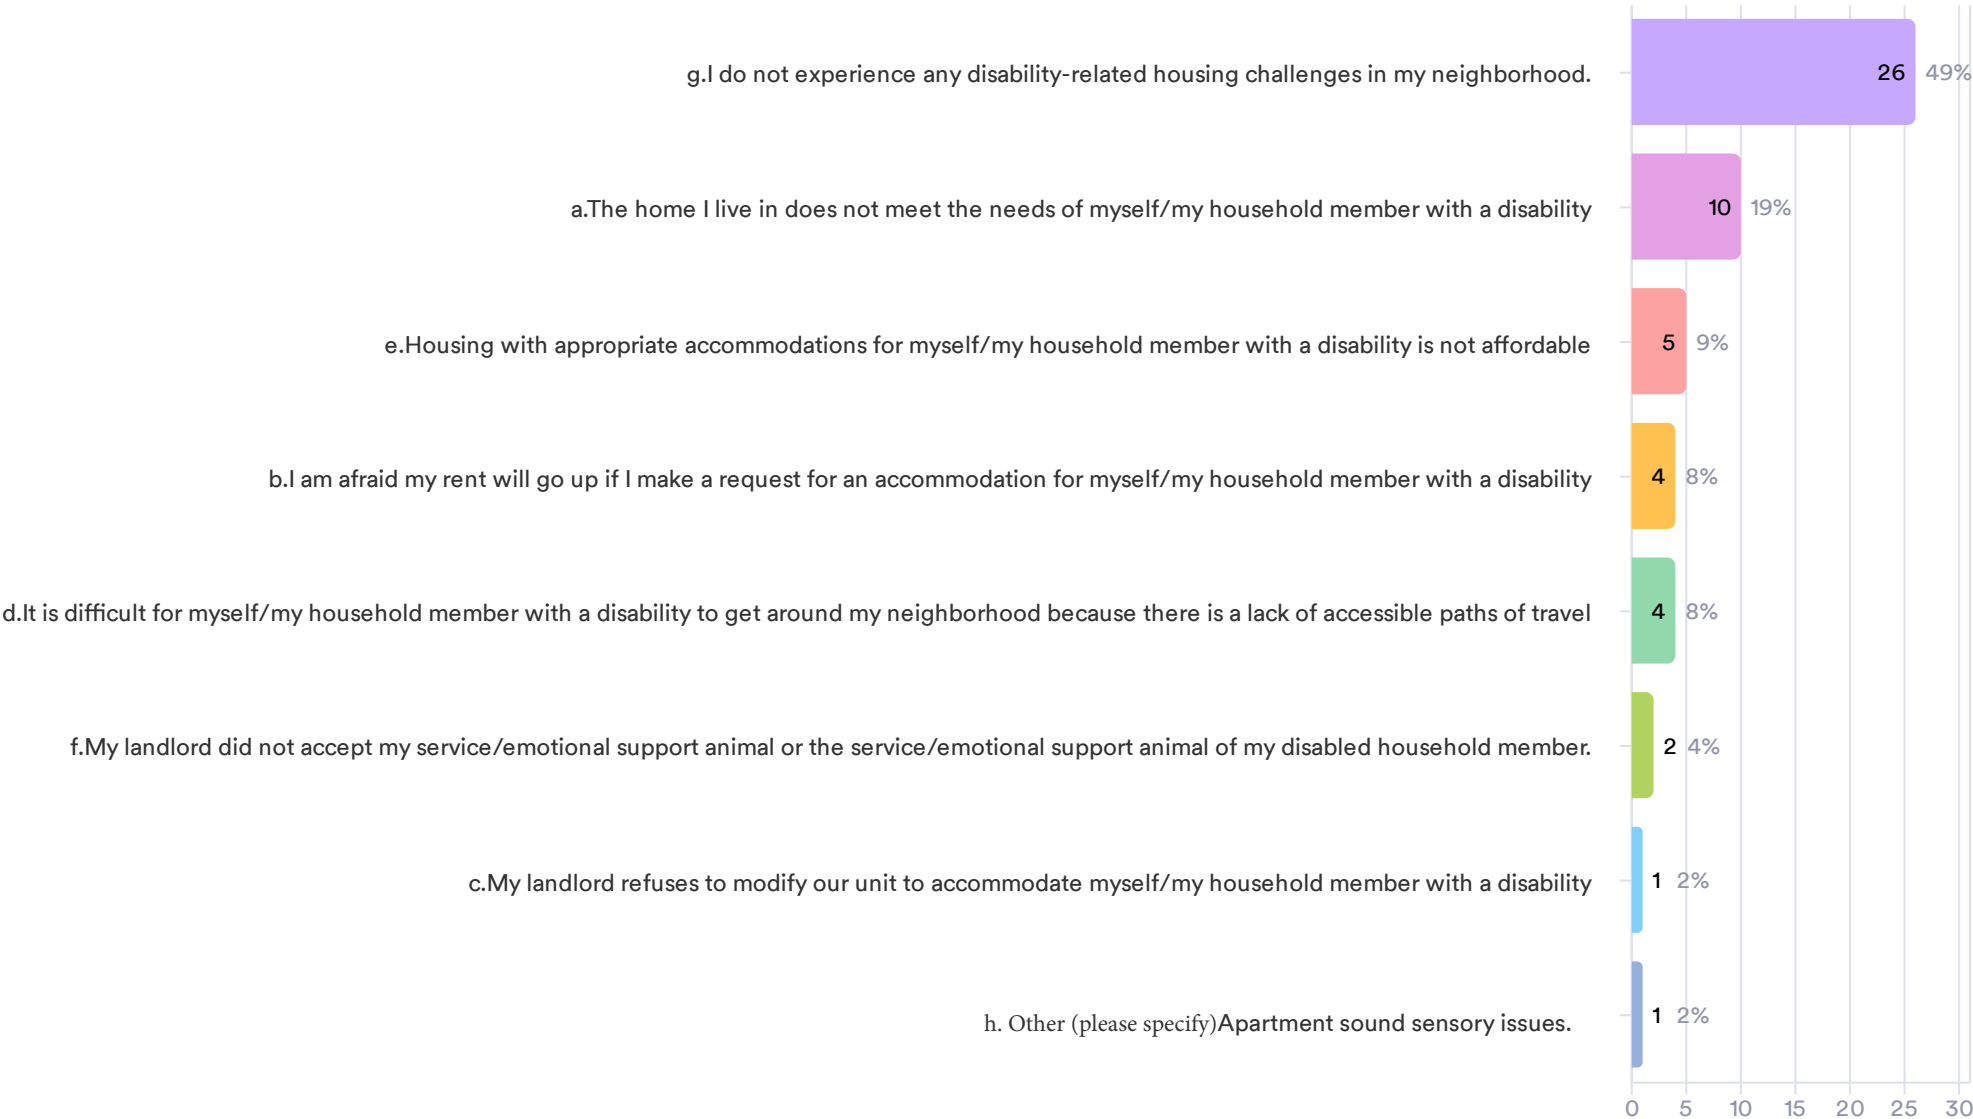 g.I do not experience any disability-related housing challenges in my neighborhood. 26 49%
a.The home I live in does not meet the needs of myself/my household member with a disability 10 19%
e.Housing with appropriate accommodations for myself/my household member with a disability is not affordable 5 9%
b.I am afraid my rent will go up if I make a request for an accommodation for myself/my household member with a disability 4 8%
d.It is difficult for myself/my household member with a disability to get around my neighborhood because there is a lack of accessible paths of travel 4 8%
f.My landlord did not accept my service/emotional support animal or the service/emotional support animal of my disabled household member. 2 4%
c.My landlord refuses to modify our unit to accommodate myself/my household member with a disability 1 2%
h. Other (please specify)Apartment sound sensory issues. 1 2%
0 5 10 15 20 25 30